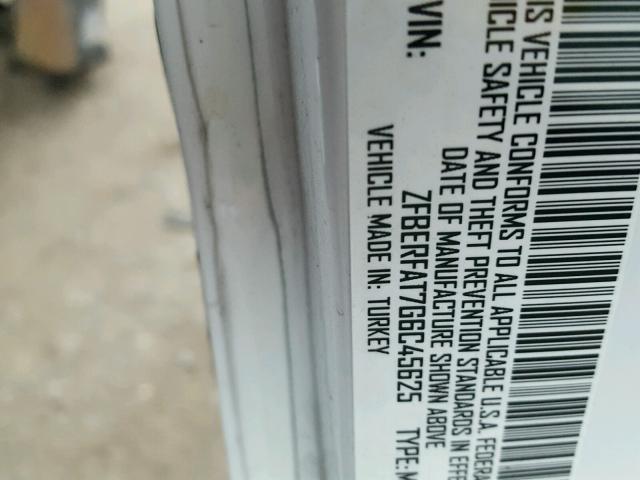 IS VEHICLE CONFORMS TO ALL APPLICABLE U.S.A. FEDERA
ICLE SAFETY AND THEFT PREVENTION STANDARDS IN EFFE
DATE OF MANUFACTURE SHOWN ABOVE
VIN: ZFBERFAT7G6C45625 TYPE:M
VEHICLE MADE IN: TURKEY